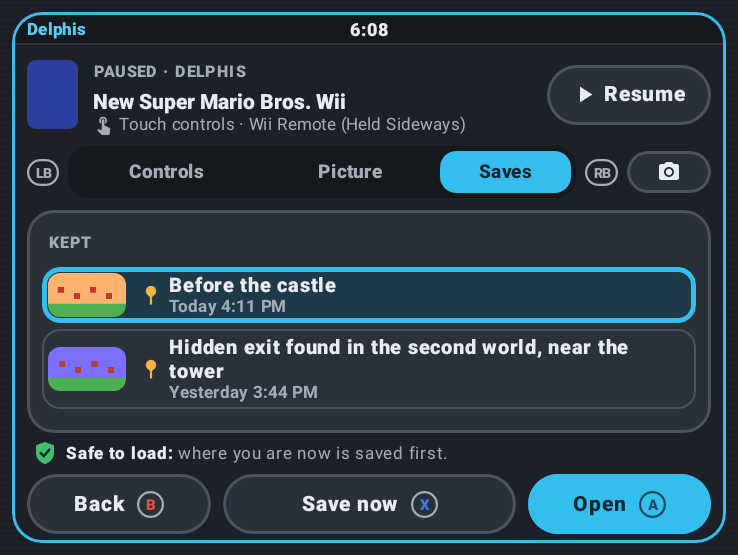 Delphis
6:08
PAUSED · DELPHIS
New Super Mario Bros. Wii
Touch controls · Wii Remote (Held Sideways)
Resume
LB
Controls
Picture
Saves
RB
KEPT
Before the castle
Today 4:11 PM
Hidden exit found in the second world, near the
tower
Yesterday 3:44 PM
Safe to load: where you are now is saved first.
Back B
Save now X
Open A